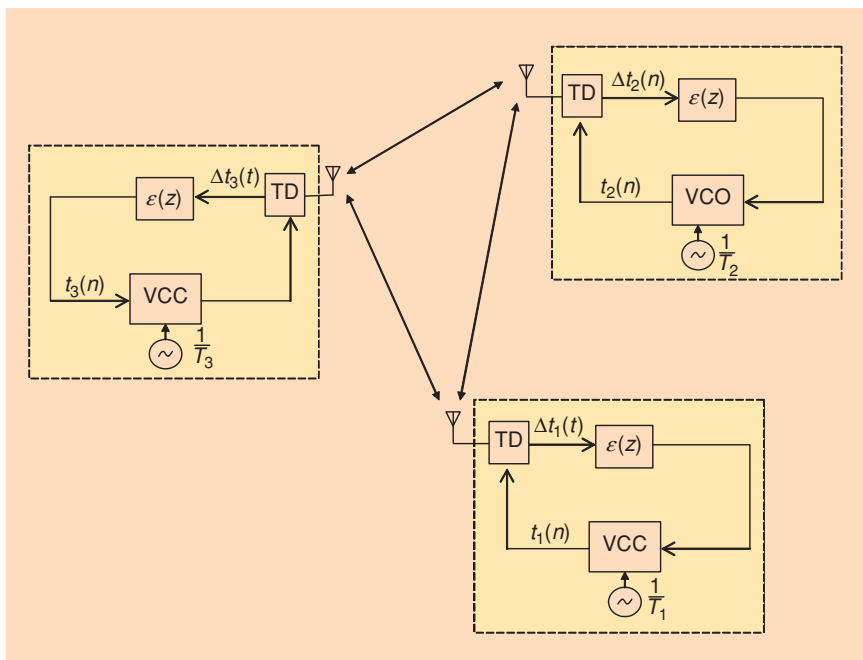 TD
Δt₂(n)
ε(z)
t₂(n)
VCO
~
1/T₂
Δt₃(t)
TD
ε(z)
t₃(n)
VCC
~
1/T₃
TD
Δt₁(t)
ε(z)
t₁(n)
VCC
~
1/T₁